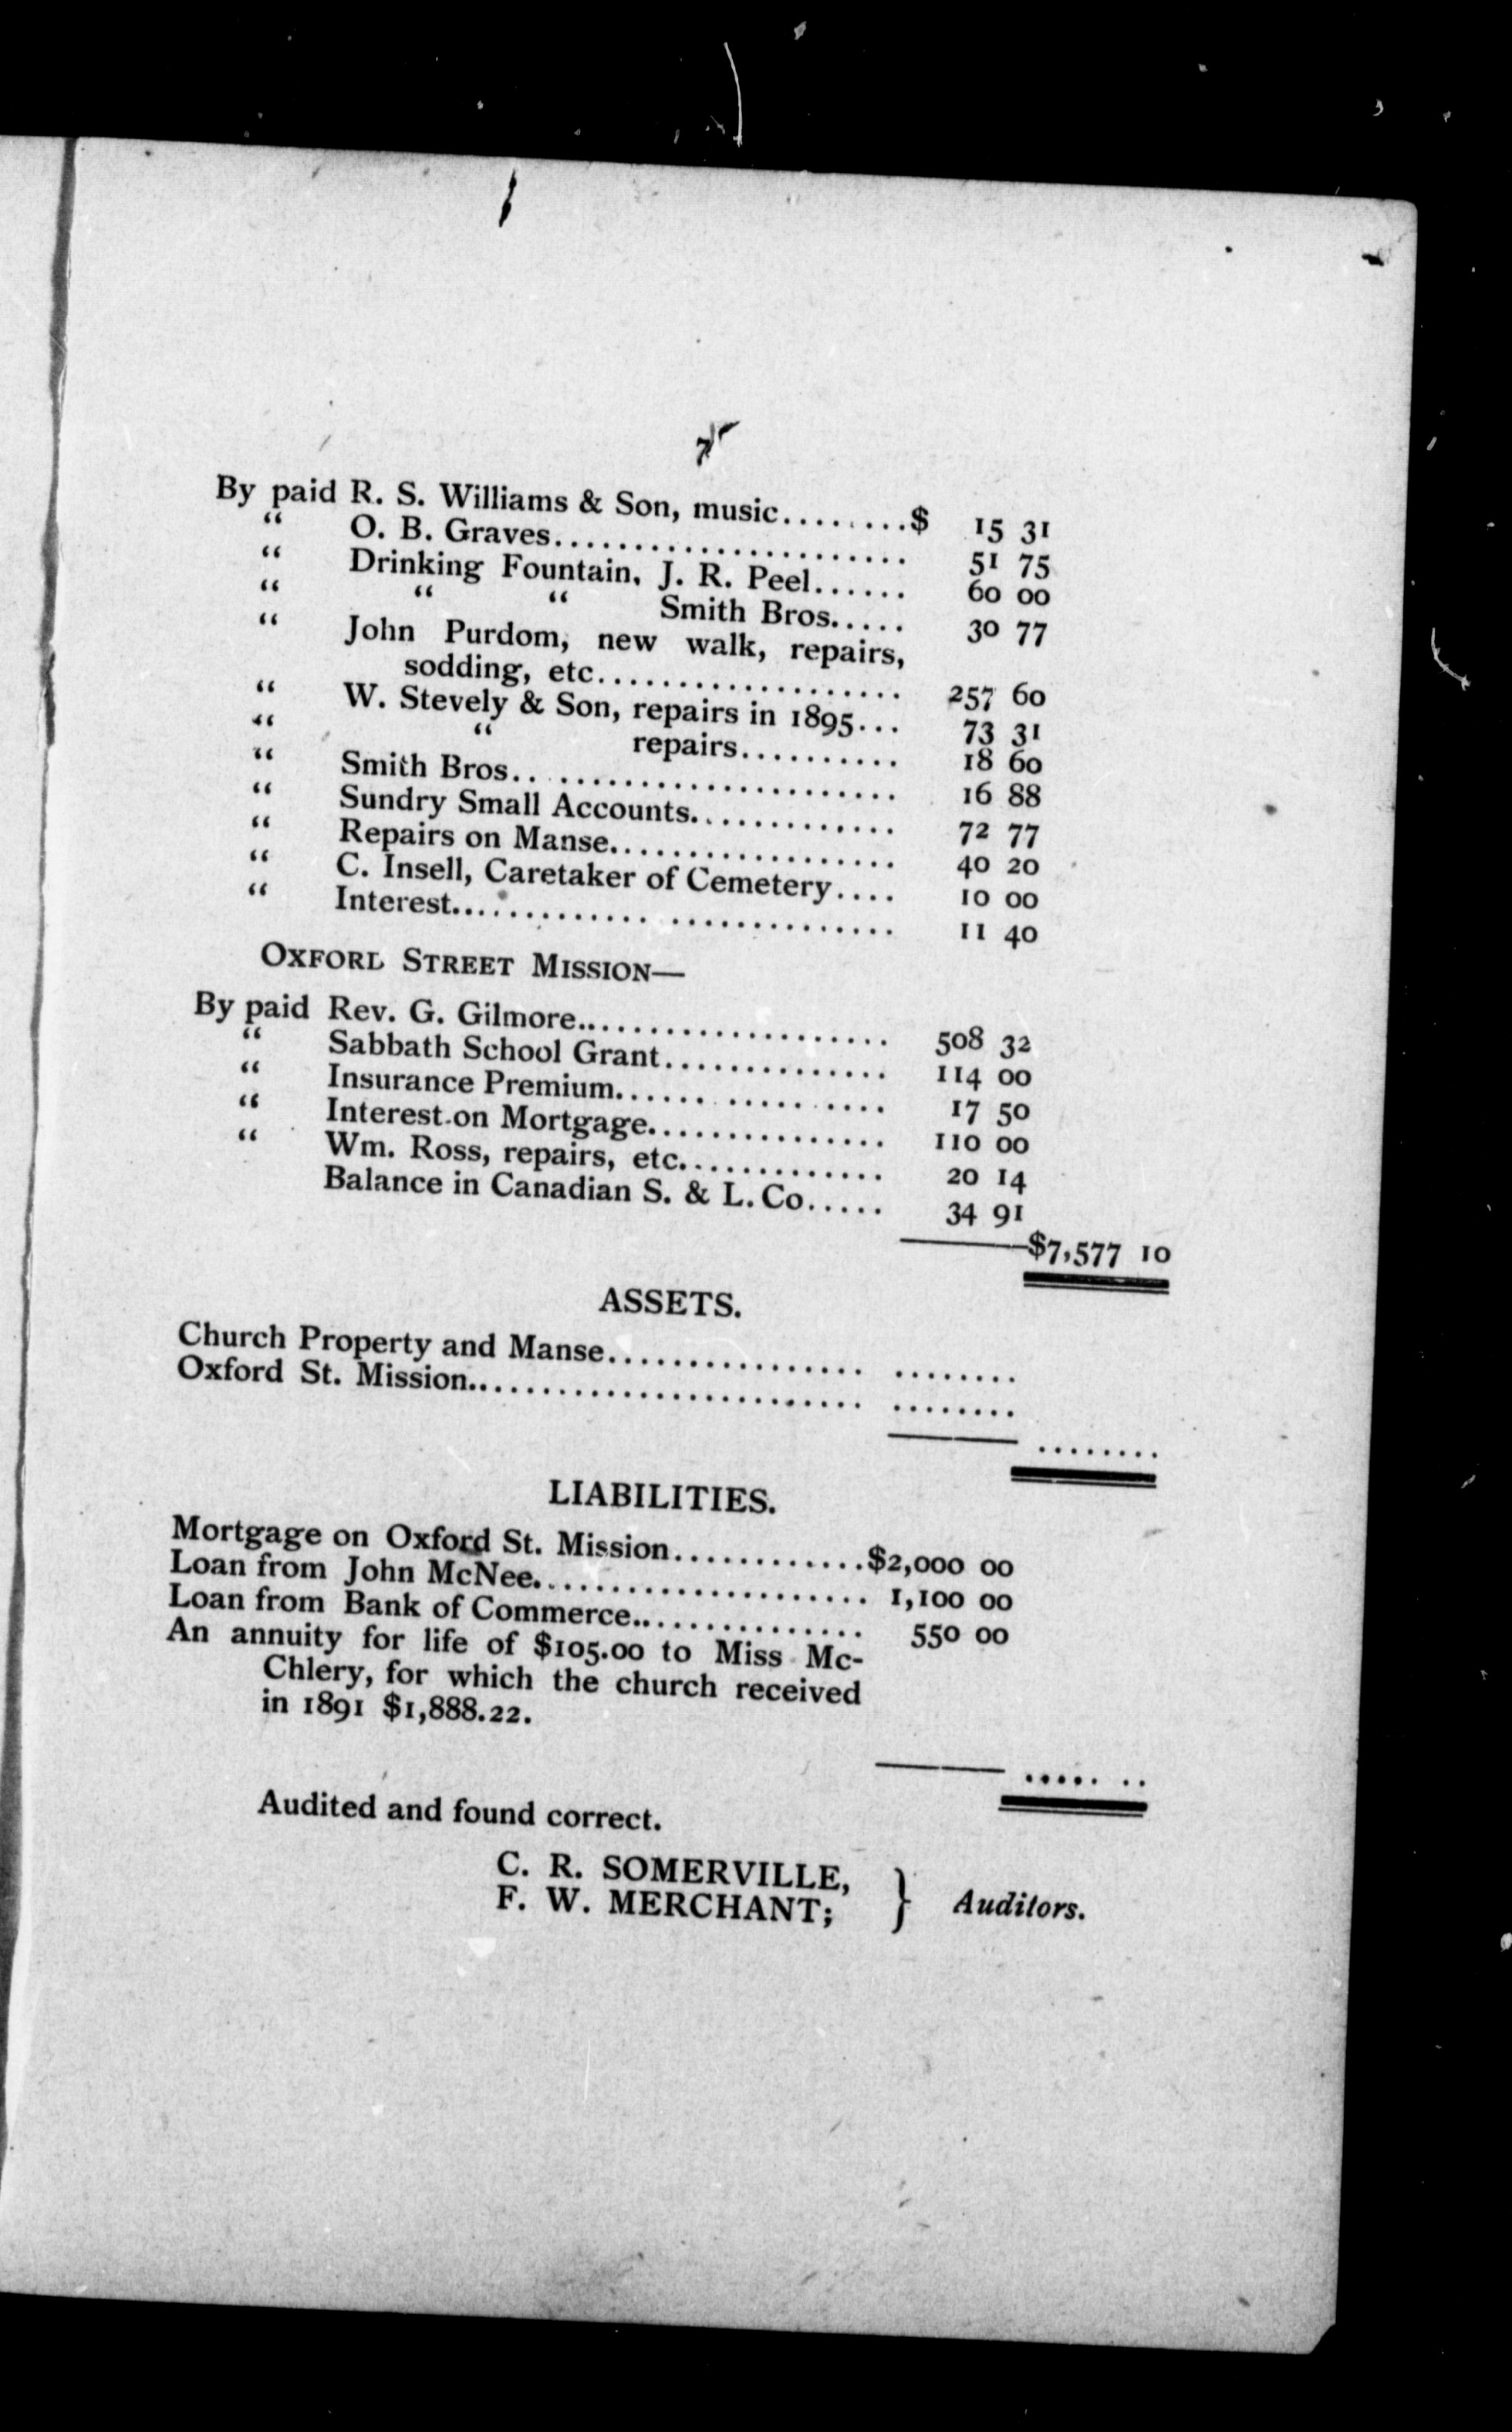 7
By paid R. S. Williams & Son, music.........$ 15 31
“ O. B. Graves...................... 51 75
“ Drinking Fountain, J. R. Peel...... 60 00
“ “ “ Smith Bros..... 30 77
“ John Purdom, new walk, repairs,
sodding, etc................... 257 60
“ W. Stevely & Son, repairs in 1895... 73 31
“ “ repairs.......... 18 60
“ Smith Bros........................ 16 88
“ Sundry Small Accounts............. 72 77
“ Repairs on Manse.................. 40 20
“ C. Insell, Caretaker of Cemetery.... 10 00
“ Interest............................ 11 40
OXFORD STREET MISSION—
By paid Rev. G. Gilmore.................... 508 32
“ Sabbath School Grant.............. 114 00
“ Insurance Premium................. 17 50
“ Interest on Mortgage............... 110 00
“ Wm. Ross, repairs, etc............. 20 14
Balance in Canadian S. & L. Co..... 34 91
$7,577 10
ASSETS.
Church Property and Manse................ ........
Oxford St. Mission......................... ........
........
LIABILITIES.
Mortgage on Oxford St. Mission............$2,000 00
Loan from John McNee..................... 1,100 00
Loan from Bank of Commerce............... 550 00
An annuity for life of $105.00 to Miss Mc-
Chlery, for which the church received
in 1891 $1,888.22.
..... ..
Audited and found correct.
C. R. SOMERVILLE,
F. W. MERCHANT; } Auditors.